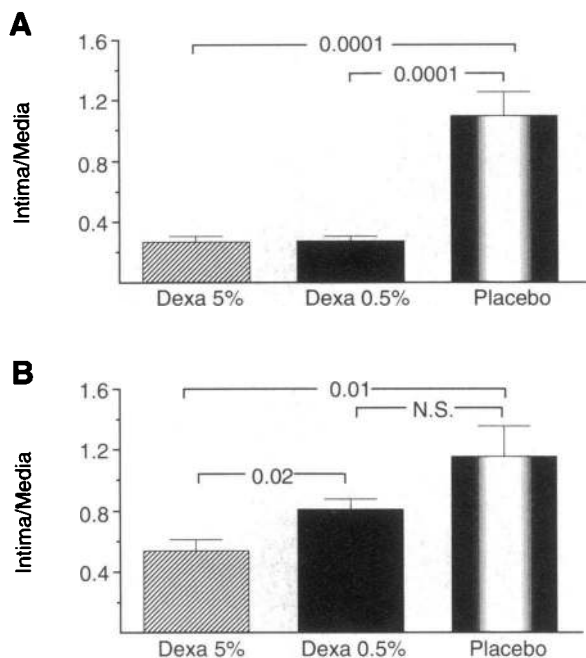 A
Intima/Media
1.6
1.2
0.8
0.4
0.0001
0.0001
Dexa 5%
Dexa 0.5%
Placebo
B
Intima/Media
1.6
1.2
0.8
0.4
0.01
N.S.
0.02
Dexa 5%
Dexa 0.5%
Placebo